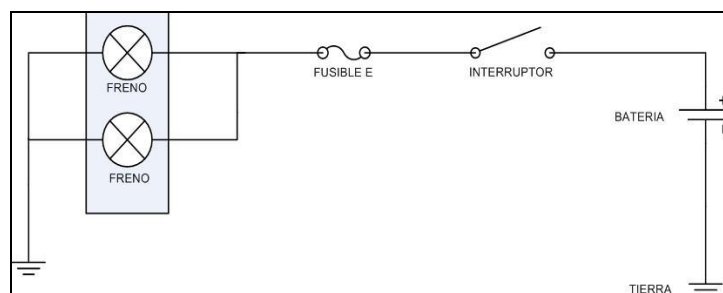 FRENO
FUSIBLE E
INTERRUPTOR
BATERIA
+
FRENO
TIERRA